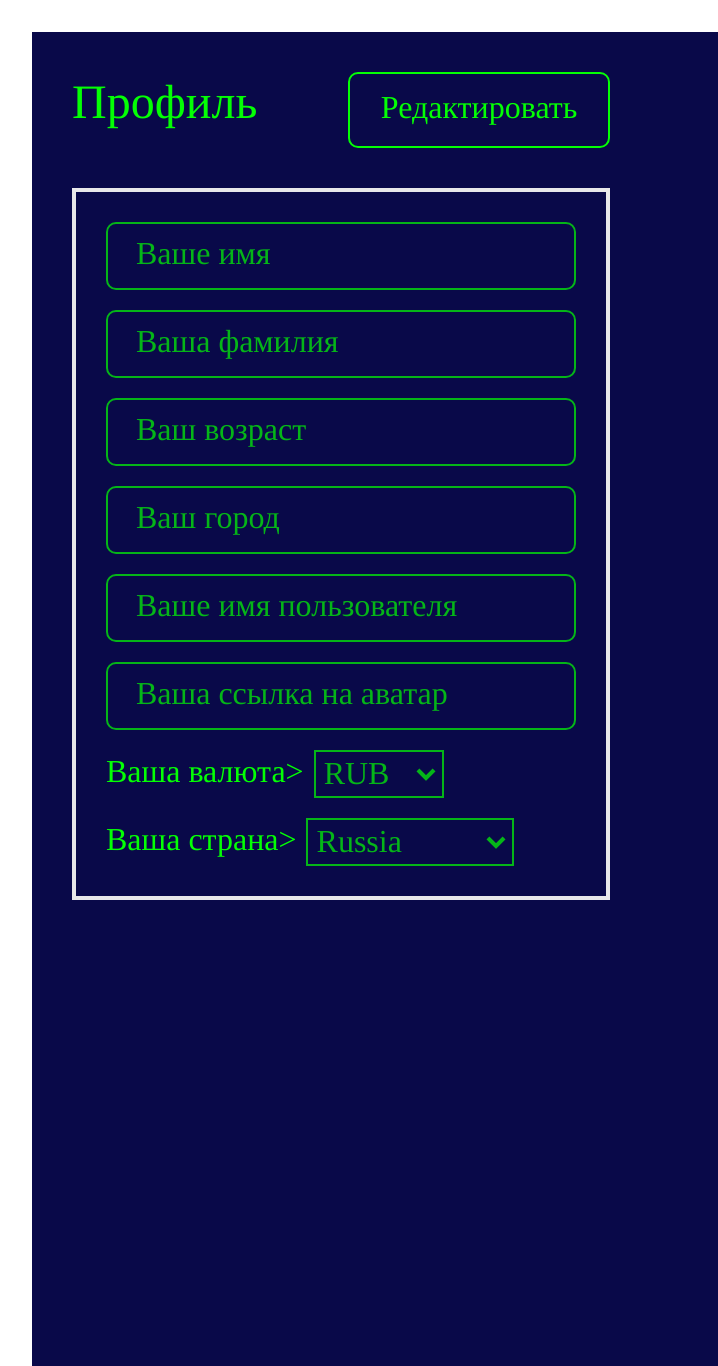 Профиль
Редактировать
Ваше имя
Ваша фамилия
Ваш возраст
Ваш город
Ваше имя пользователя
Ваша ссылка на аватар
Ваша валюта> RUB
Ваша страна> Russia